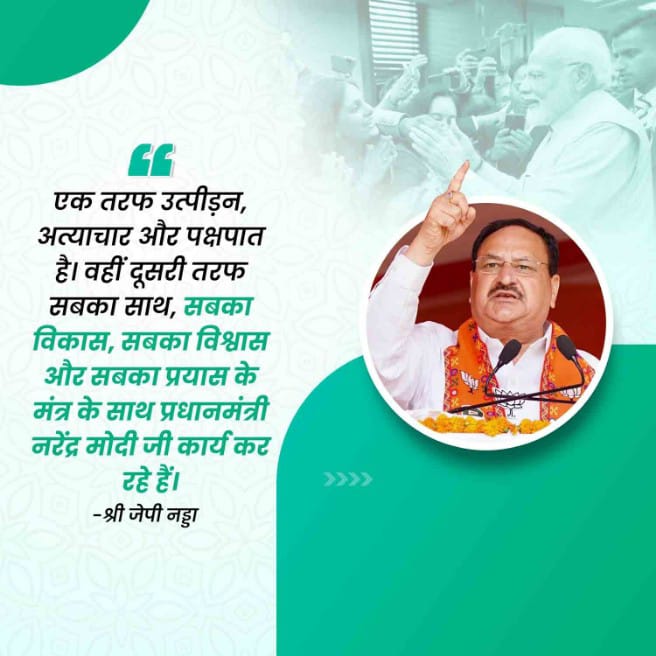 एक तरफ उत्पीड़न,
अत्याचार और पक्षपात
है। वहीं दूसरी तरफ
सबका साथ, सबका
विकास, सबका विश्वास
और सबका प्रयास के
मंत्र के साथ प्रधानमंत्री
नरेंद्र मोदी जी कार्य कर
रहे हैं।
-श्री जेपी नड्डा